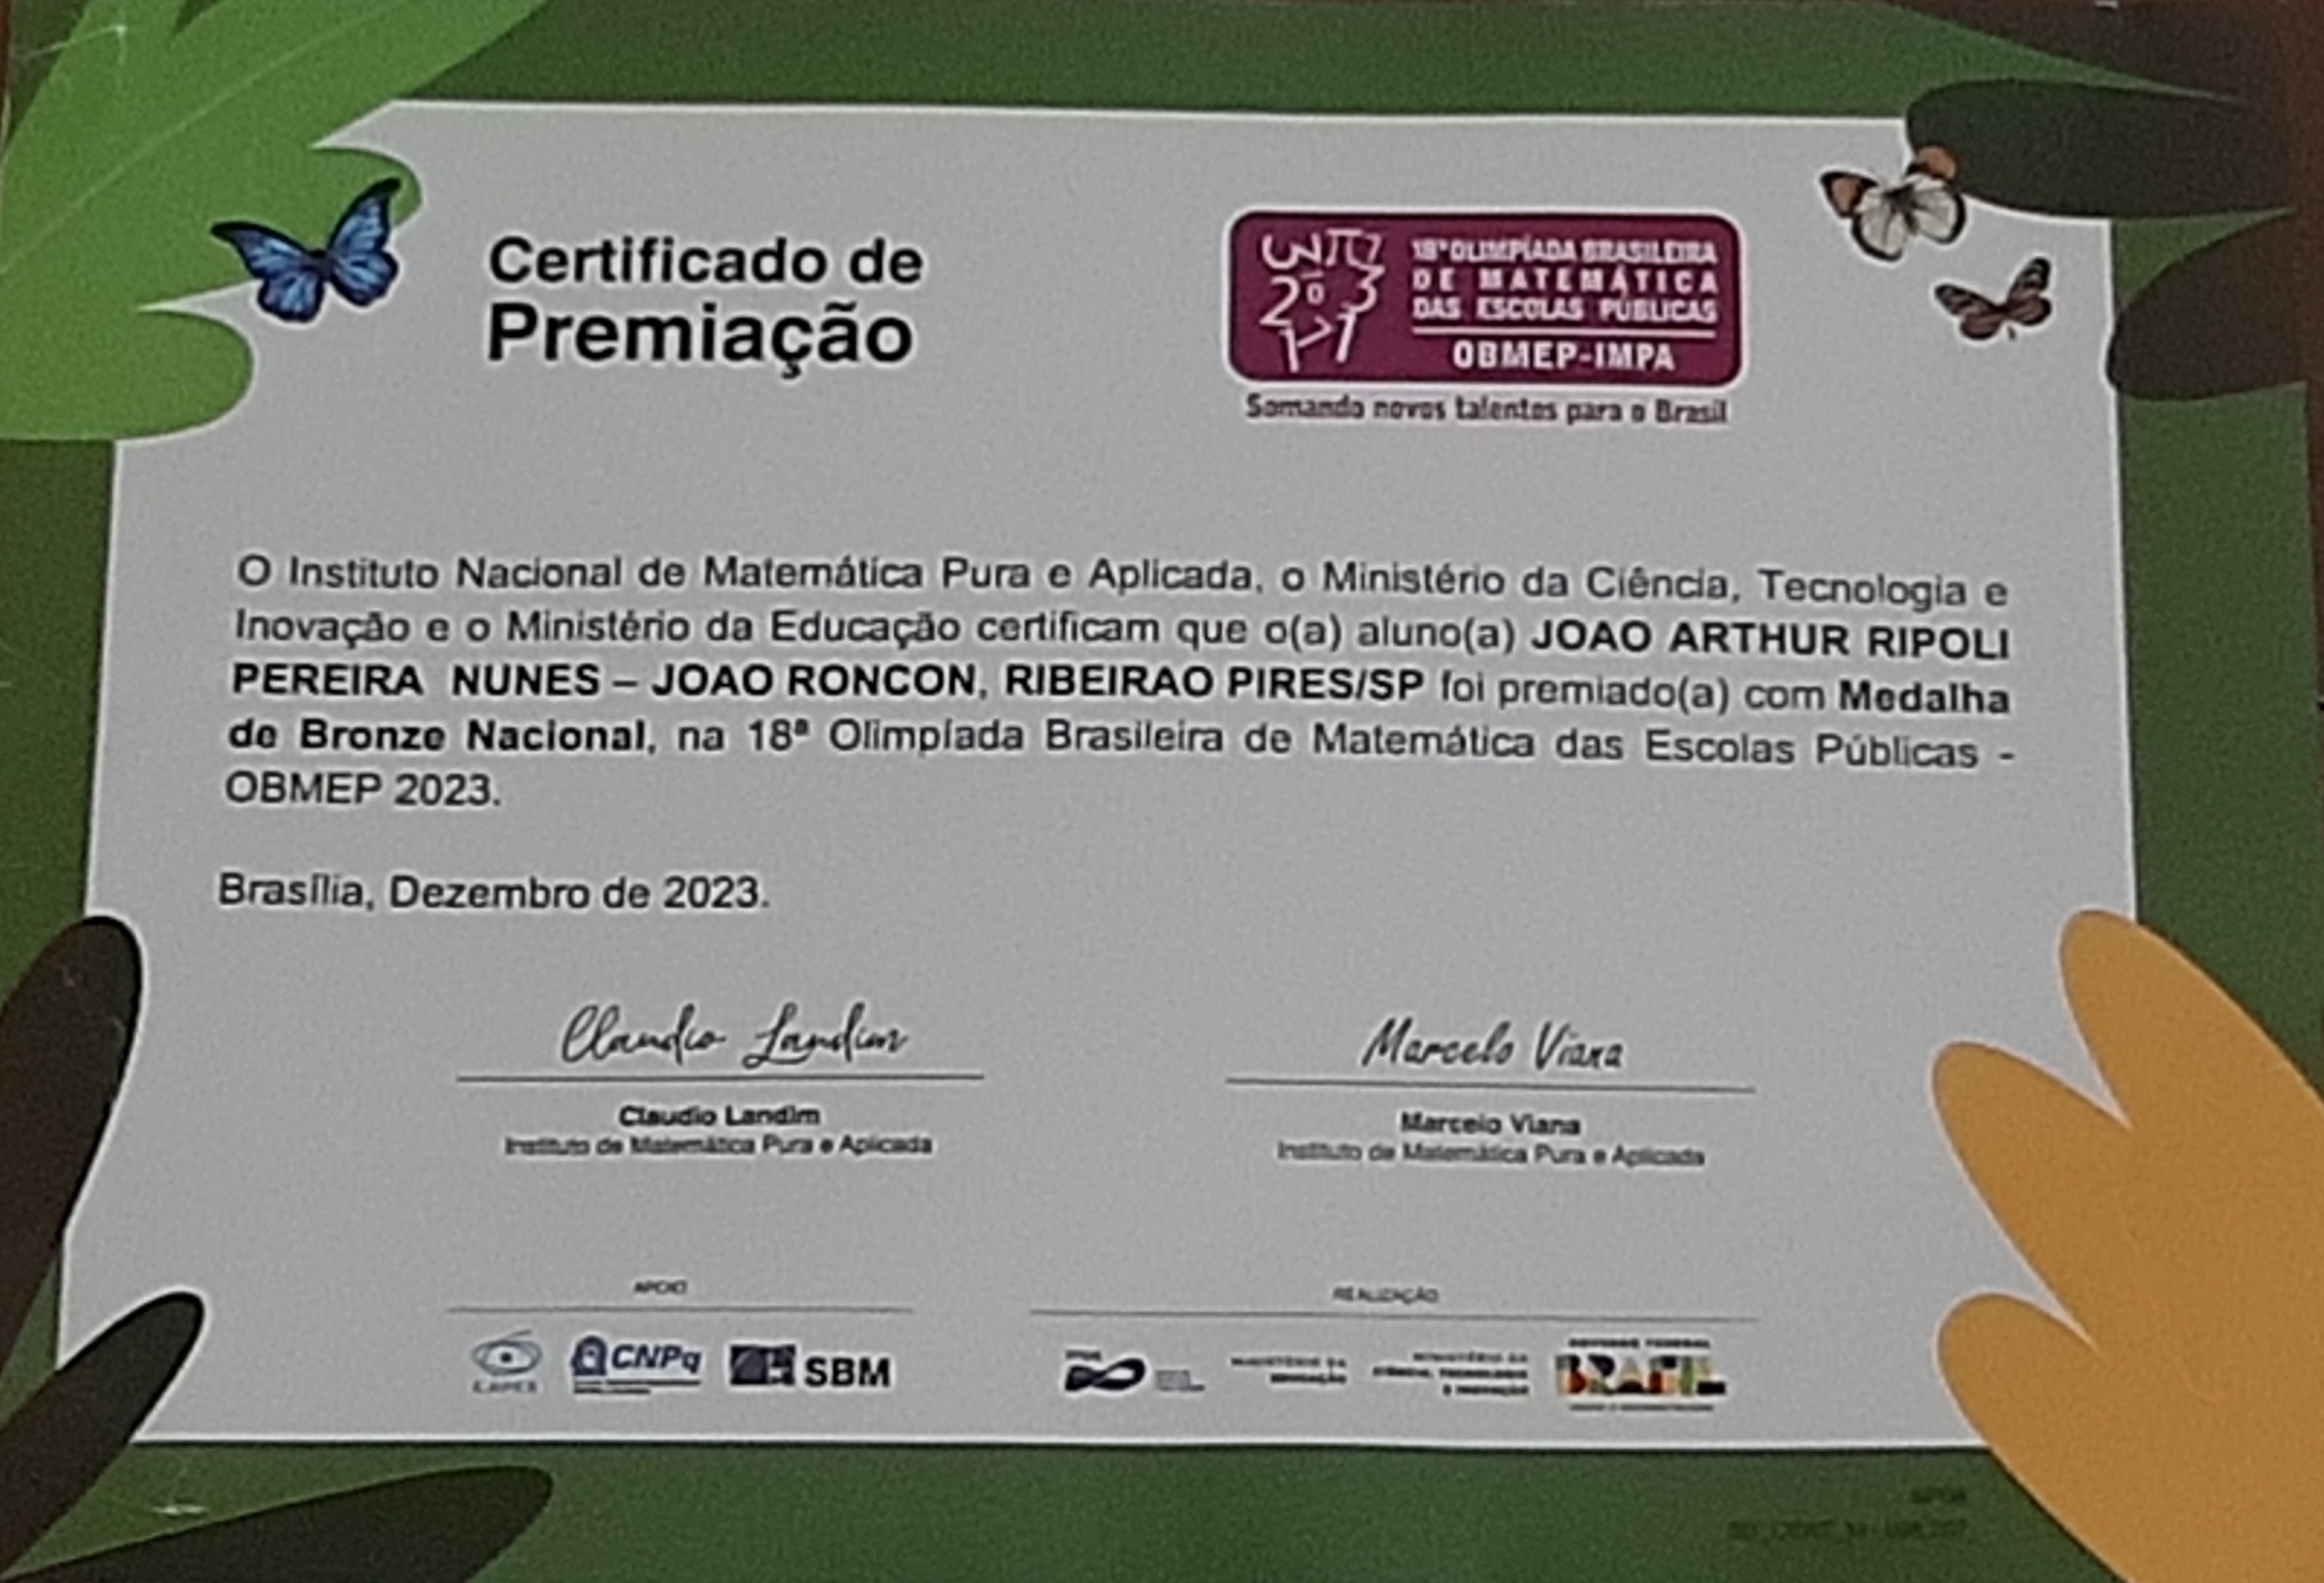 Certificado de
Premiação
18ª OLIMPÍADA BRASILEIRA
DE MATEMÁTICA
DAS ESCOLAS PÚBLICAS
OBMEP-IMPA
Somando novos talentos para o Brasil
O Instituto Nacional de Matemática Pura e Aplicada, o Ministério da Ciência, Tecnologia e
Inovação e o Ministério da Educação certificam que o(a) aluno(a) JOAO ARTHUR RIPOLI
PEREIRA NUNES – JOAO RONCON, RIBEIRAO PIRES/SP foi premiado(a) com Medalha
de Bronze Nacional, na 18ª Olimpíada Brasileira de Matemática das Escolas Públicas -
OBMEP 2023.
Brasília, Dezembro de 2023.
Claudio Landim
Marcelo Viana
Claudio Landim
Instituto de Matemática Pura e Aplicada
Marcelo Viana
Instituto de Matemática Pura e Aplicada
APOIO
REALIZAÇÃO
CAPES
CNPq
SBM
MINISTÉRIO DA
EDUCAÇÃO
MINISTÉRIO DA
CIÊNCIA, TECNOLOGIA
E INOVAÇÃO
GOVERNO FEDERAL
BRASIL